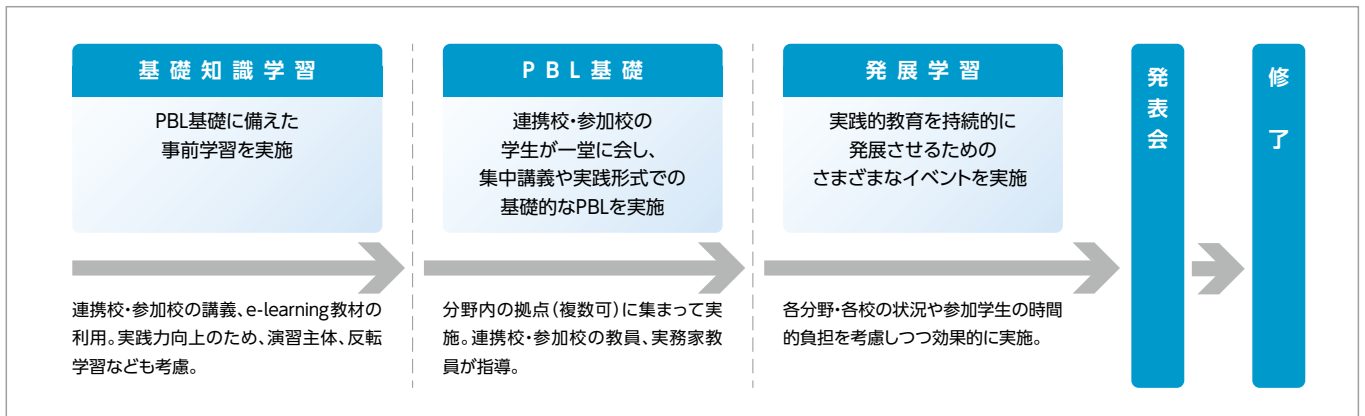 基礎知識学習
PBL基礎に備えた
事前学習を実施
連携校・参加校の講義、e-learning教材の
利用。実践力向上のため、演習主体、反転
学習なども考慮。
PBL基礎
連携校・参加校の
学生が一堂に会し、
集中講義や実践形式での
基礎的なPBLを実施
分野内の拠点（複数可）に集まって実
施。連携校・参加校の教員、実務家教
員が指導。
発展学習
実践的教育を持続的に
発展させるための
さまざまなイベントを実施
各分野・各校の状況や参加学生の時間
的負担を考慮しつつ効果的に実施。
発表会
修了